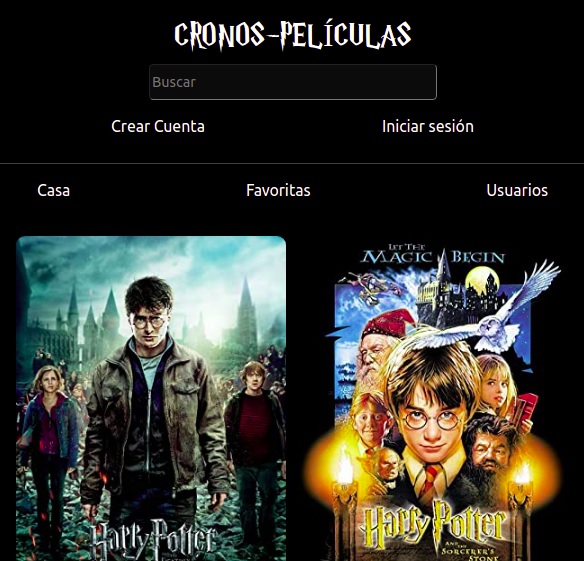 CRONOS-PELÍCULAS
Buscar
Crear Cuenta Iniciar sesión
Casa Favoritas Usuarios
LET THE
MAGIC BEGIN
Harry Potter
AND THE
SORCERER'S
STONE
Harry Potter